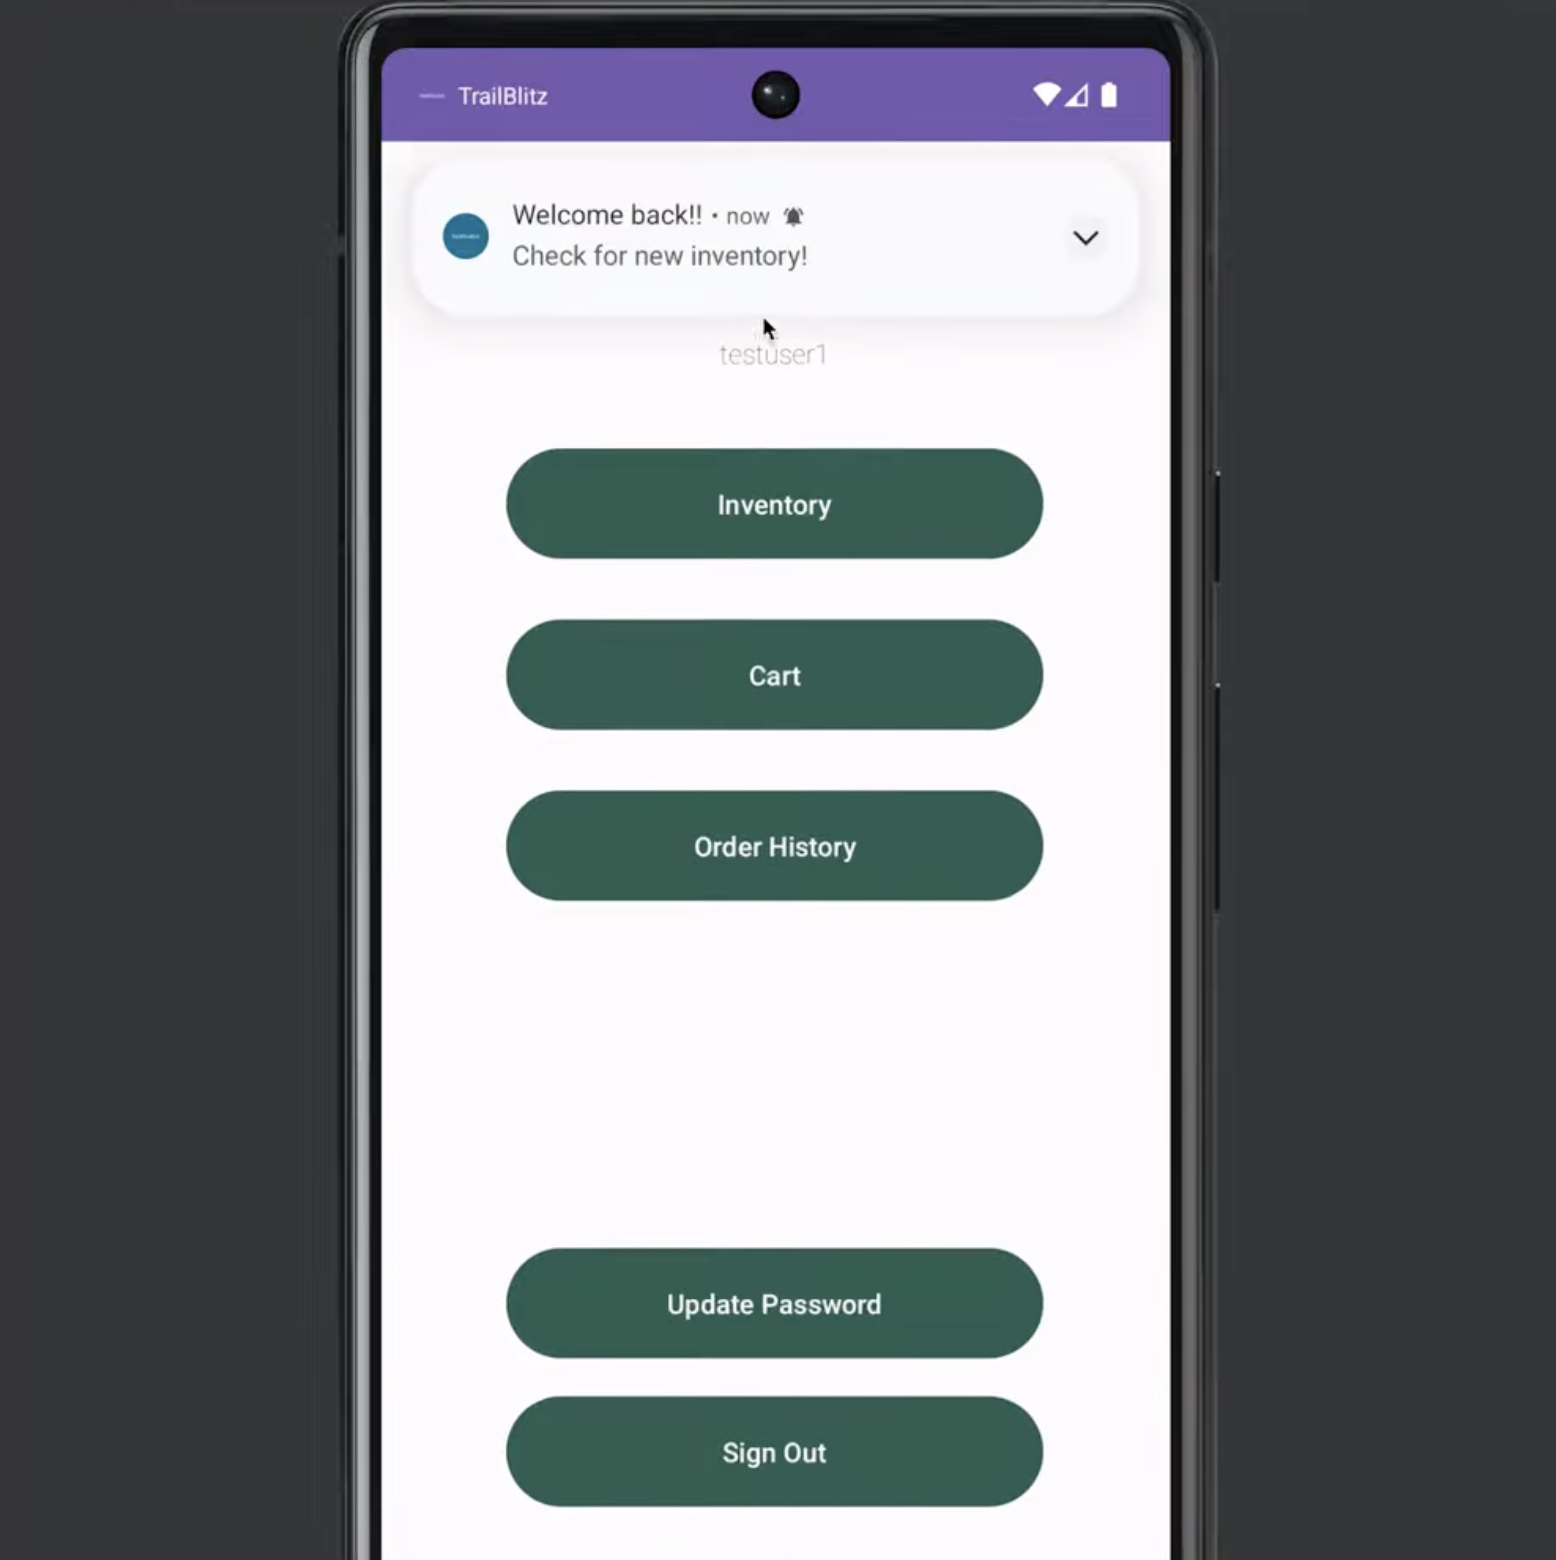 TrailBlitz
Welcome back!! • now
Check for new inventory!
testuser1
Inventory
Cart
Order History
Update Password
Sign Out